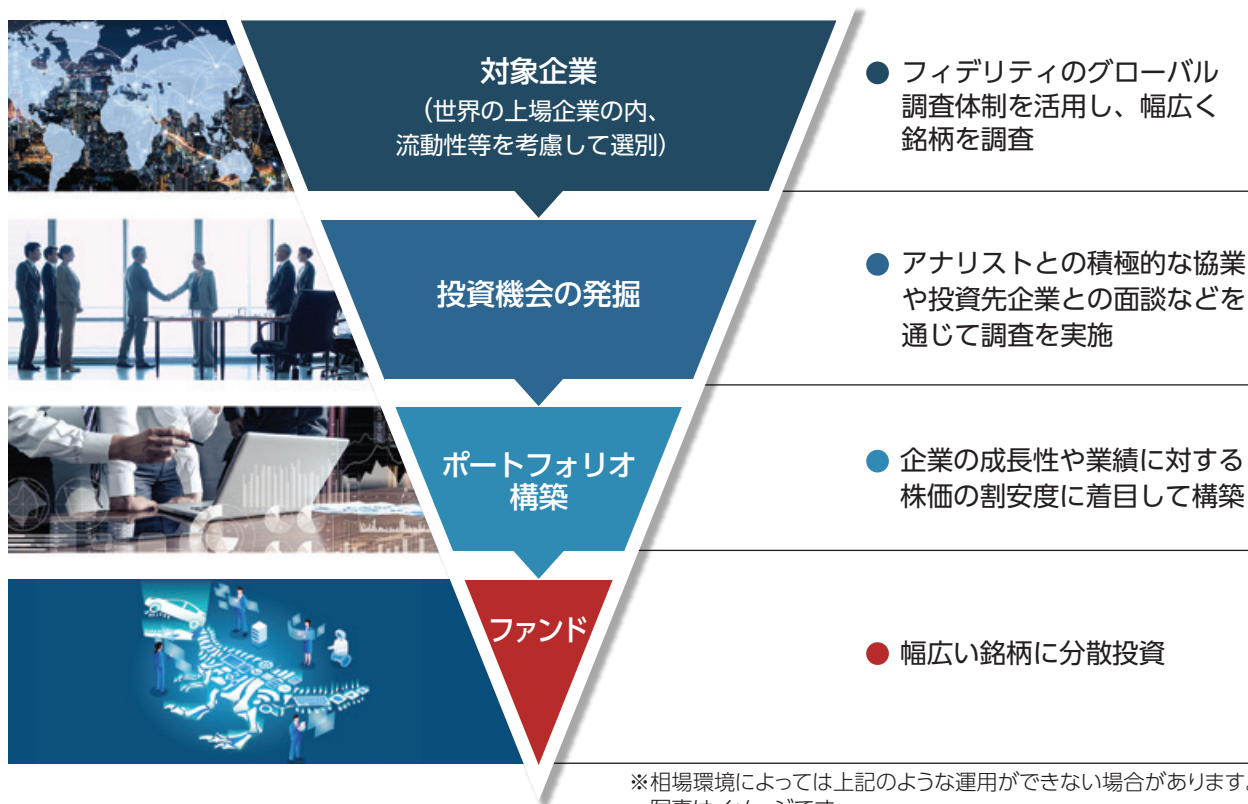 対象企業
(世界の上場企業の内、
流動性等を考慮して選別)
● フィデリティのグローバル
調査体制を活用し、幅広く
銘柄を調査
投資機会の発掘
● アナリストとの積極的な協業
や投資先企業との面談などを
通じて調査を実施
ポートフォリオ
構築
● 企業の成長性や業績に対する
株価の割安度に着目して構築
ファンド
● 幅広い銘柄に分散投資
※相場環境によっては上記のような運用ができない場合があります。